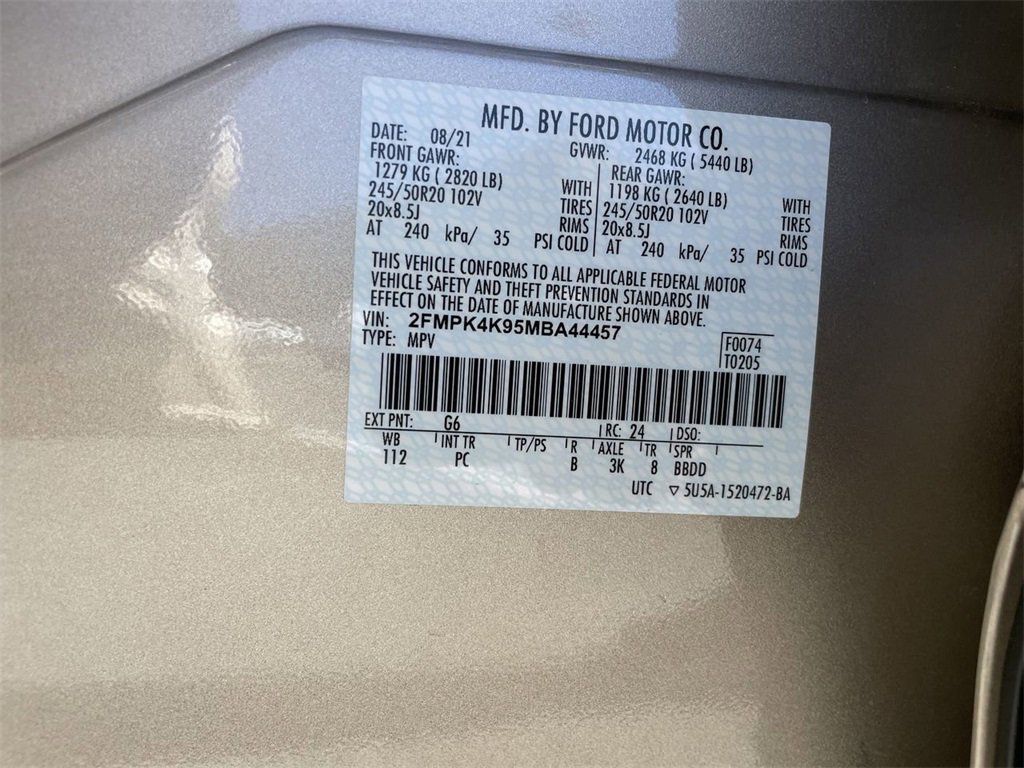 MFD. BY FORD MOTOR CO.
DATE: 08/21 GVWR: 2468 KG ( 5440 LB)
FRONT GAWR: REAR GAWR:
1279 KG ( 2820 LB) WITH 1198 KG ( 2640 LB) WITH
245/50R20 102V TIRES 245/50R20 102V TIRES
20x8.5J RIMS 20x8.5J RIMS
AT 240 kPa/ 35 PSI COLD AT 240 kPa/ 35 PSI COLD
THIS VEHICLE CONFORMS TO ALL APPLICABLE FEDERAL MOTOR
VEHICLE SAFETY AND THEFT PREVENTION STANDARDS IN
EFFECT ON THE DATE OF MANUFACTURE SHOWN ABOVE.
VIN: 2FMPK4K95MBA44457
TYPE: MPV F0074
T0205
EXT PNT: G6 RC: 24 DSO:
WB INT TR TP/PS R AXLE TR SPR
112 PC B 3K 8 BBDD
UTC ▽ 5U5A-1520472-BA